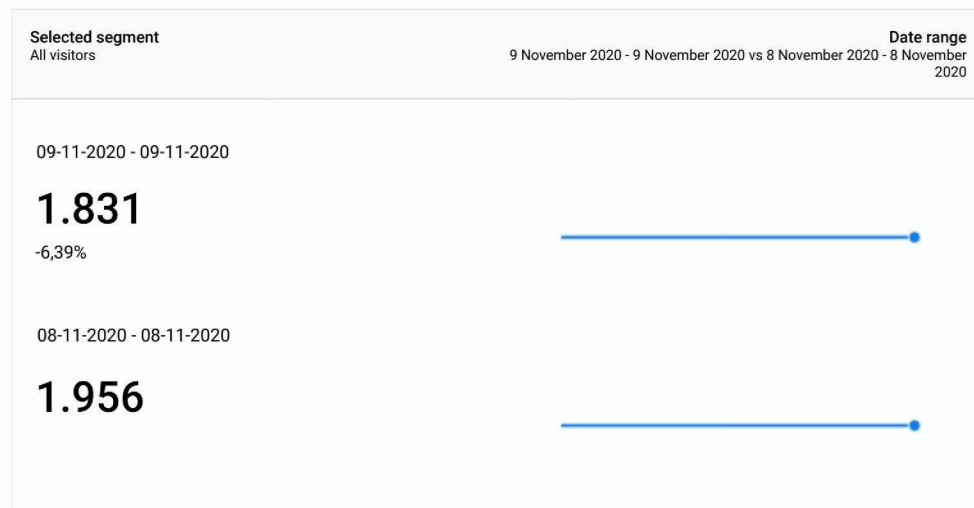 Selected segment
All visitors
Date range
9 November 2020 - 9 November 2020 vs 8 November 2020 - 8 November
2020
09-11-2020 - 09-11-2020
1.831
-6,39%
08-11-2020 - 08-11-2020
1.956